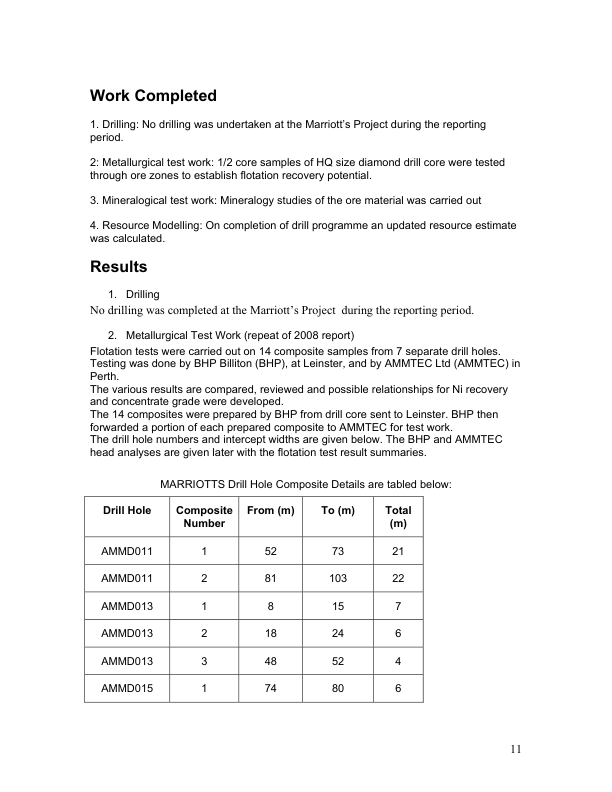 Work Completed
1. Drilling: No drilling was undertaken at the Marriott's Project during the reporting
period.
2: Metallurgical test work: 1/2 core samples of HQ size diamond drill core were tested
through ore zones to establish flotation recovery potential.
3. Mineralogical test work: Mineralogy studies of the ore material was carried out
4. Resource Modelling: On completion of drill programme an updated resource estimate
was calculated.
Results
1. Drilling
No drilling was completed at the Marriott's Project during the reporting period.
2. Metallurgical Test Work (repeat of 2008 report)
Flotation tests were carried out on 14 composite samples from 7 separate drill holes.
Testing was done by BHP Billiton (BHP), at Leinster, and by AMMTEC Ltd (AMMTEC) in
Perth.
The various results are compared, reviewed and possible relationships for Ni recovery
and concentrate grade were developed.
The 14 composites were prepared by BHP from drill core sent to Leinster. BHP then
forwarded a portion of each prepared composite to AMMTEC for test work.
The drill hole numbers and intercept widths are given below. The BHP and AMMTEC
head analyses are given later with the flotation test result summaries.
MARRIOTTS Drill Hole Composite Details are tabled below:
Drill Hole Composite Number From (m) To (m) Total (m)
AMMD011 1 52 73 21
AMMD011 2 81 103 22
AMMD013 1 8 15 7
AMMD013 2 18 24 6
AMMD013 3 48 52 4
AMMD015 1 74 80 6
11